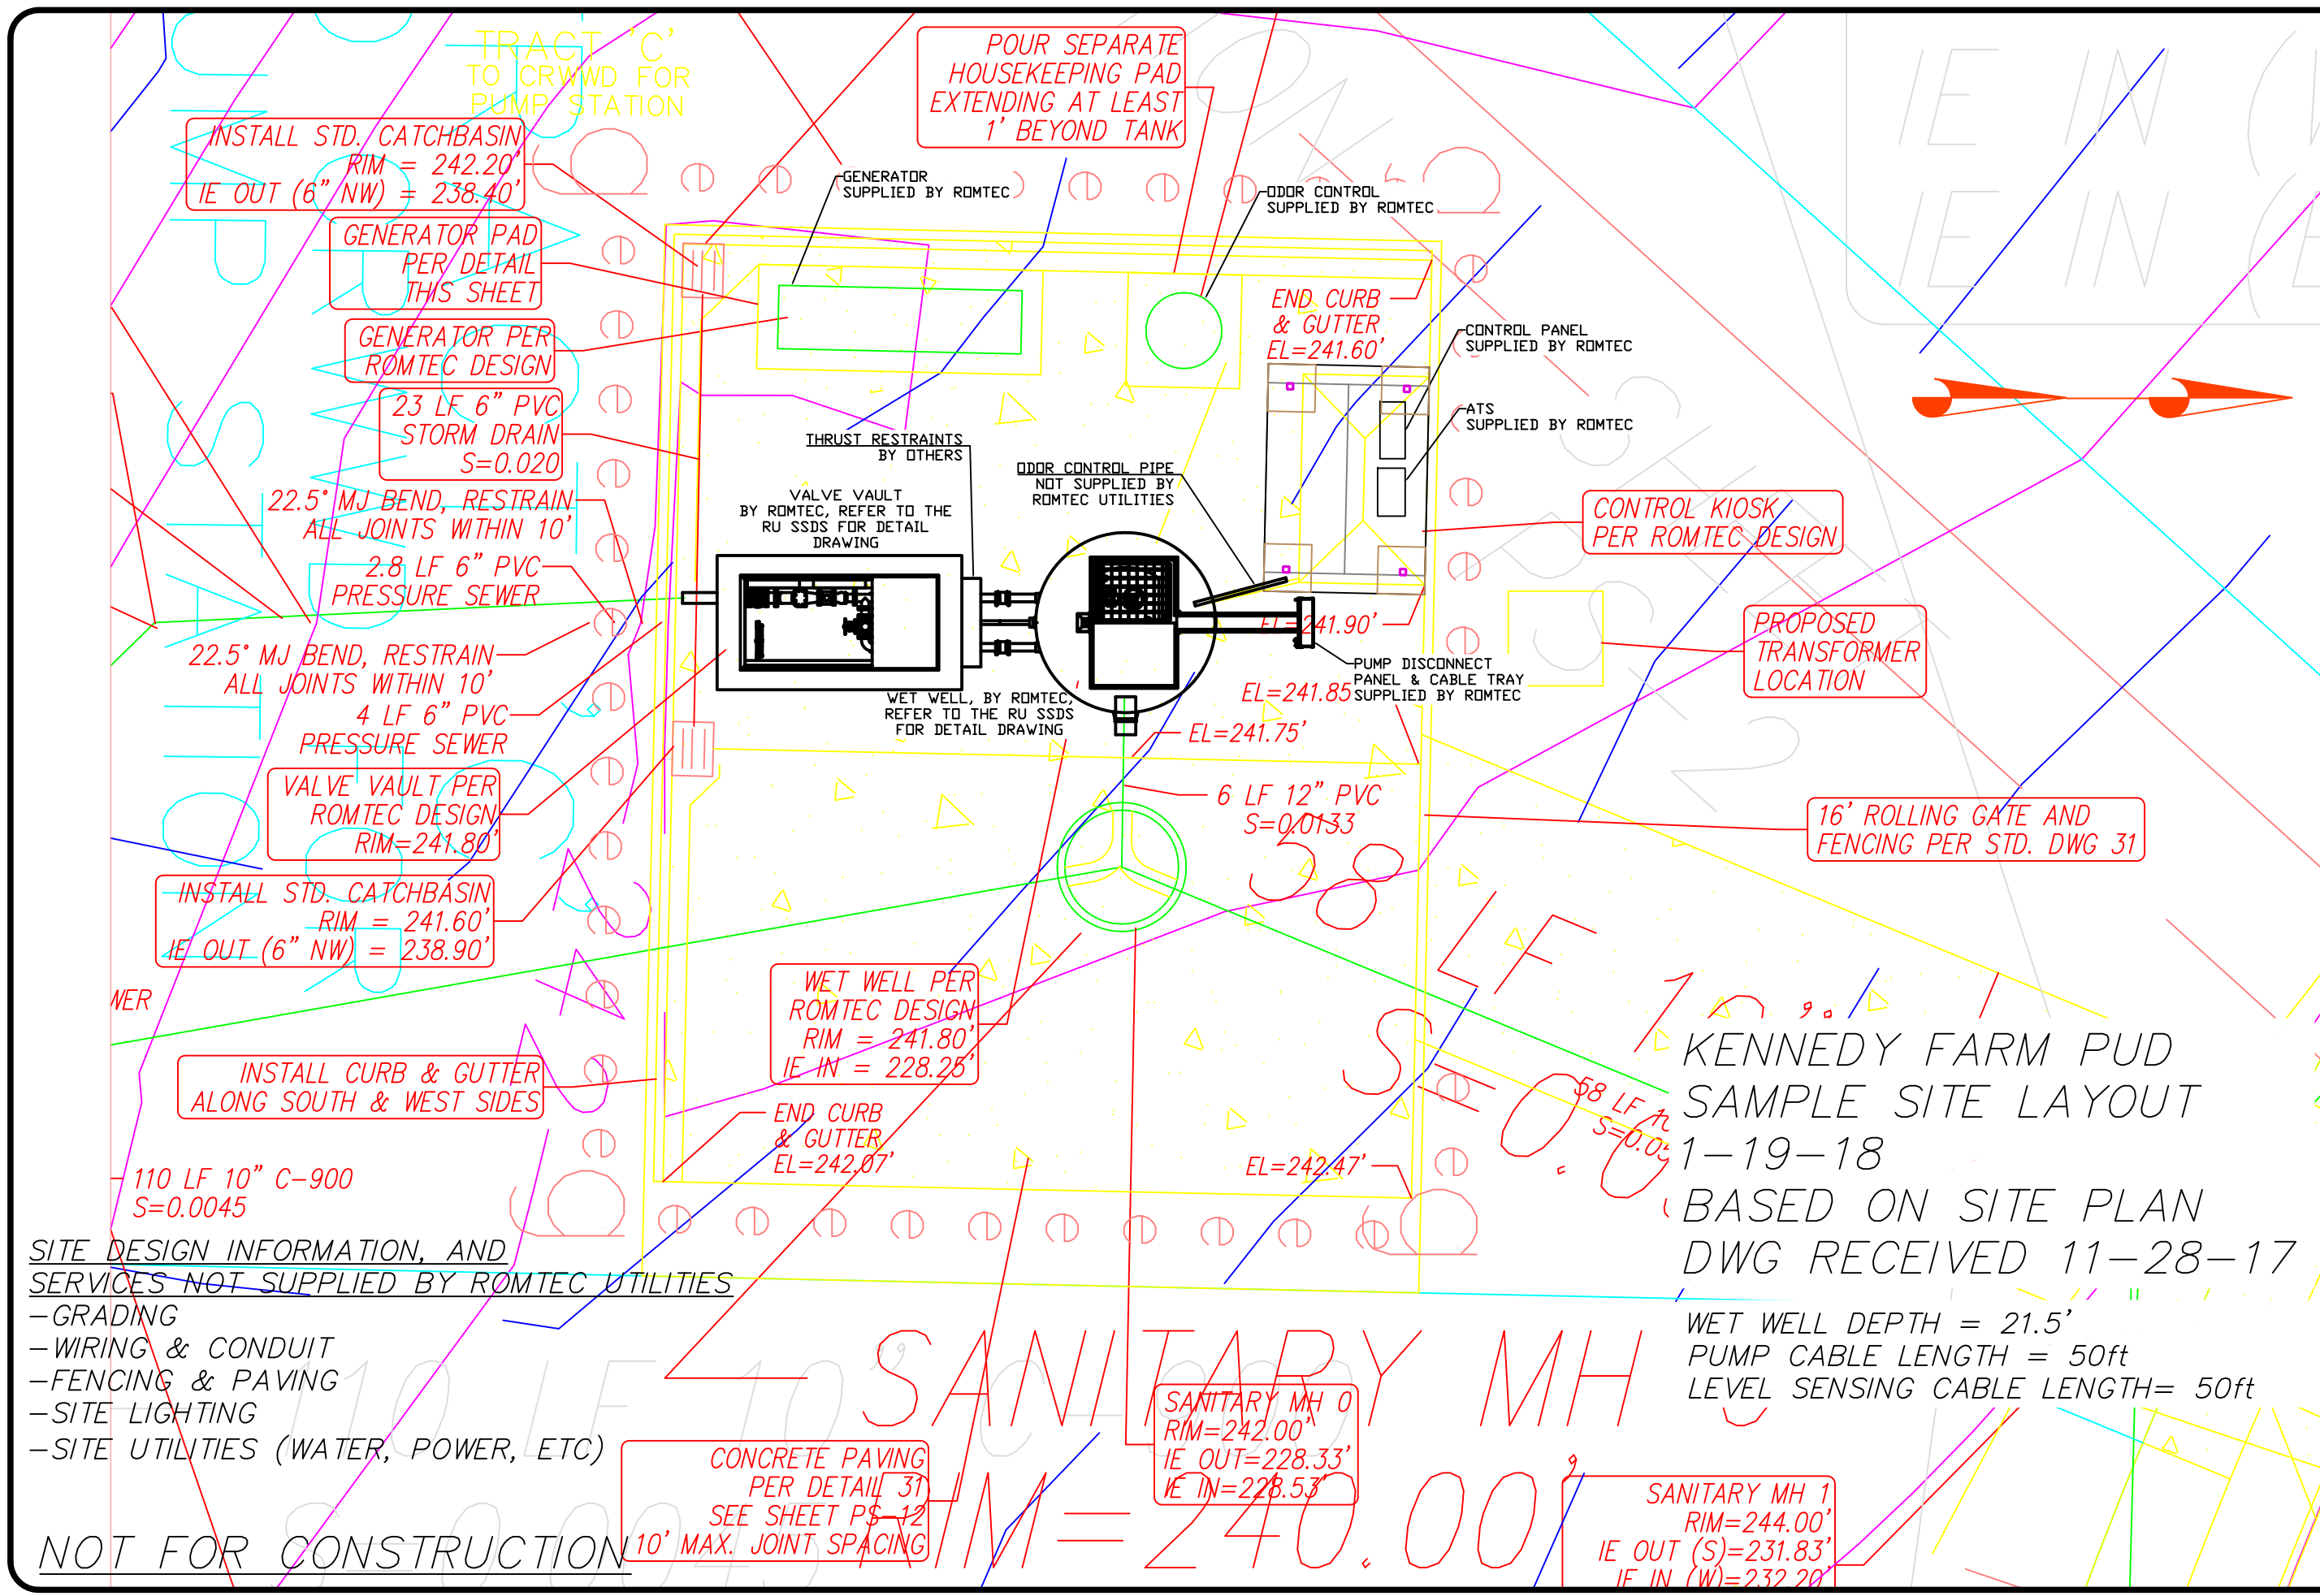 TRACT 'C'
TO CRWWD FOR
PUMP STATION
POUR SEPARATE
HOUSEKEEPING PAD
EXTENDING AT LEAST
1' BEYOND TANK
INSTALL STD. CATCHBASIN
RIM = 242.20'
IE OUT (6" NW) = 238.40'
GENERATOR
SUPPLIED BY ROMTEC
ODOR CONTROL
SUPPLIED BY ROMTEC
GENERATOR PAD
PER DETAIL
THIS SHEET
GENERATOR PER
ROMTEC DESIGN
END CURB
& GUTTER
EL=241.60'
CONTROL PANEL
SUPPLIED BY ROMTEC
ATS
SUPPLIED BY ROMTEC
23 LF 6" PVC
STORM DRAIN
S=0.020
THRUST RESTRAINTS
BY OTHERS
ODOR CONTROL PIPE
NOT SUPPLIED BY
ROMTEC UTILITIES
22.5° MJ BEND, RESTRAIN
ALL JOINTS WITHIN 10'
VALVE VAULT
BY ROMTEC, REFER TO THE
RU SSDS FOR DETAIL
DRAWING
CONTROL KIOSK
PER ROMTEC DESIGN
2.8 LF 6" PVC
PRESSURE SEWER
EL=241.90'
PROPOSED
TRANSFORMER
LOCATION
22.5° MJ BEND, RESTRAIN
ALL JOINTS WITHIN 10'
PUMP DISCONNECT
PANEL & CABLE TRAY
SUPPLIED BY ROMTEC
EL=241.85
WET WELL, BY ROMTEC,
REFER TO THE RU SSDS
FOR DETAIL DRAWING
4 LF 6" PVC
PRESSURE SEWER
EL=241.75'
VALVE VAULT PER
ROMTEC DESIGN
RIM=241.80'
6 LF 12" PVC
S=0.0133
16' ROLLING GATE AND
FENCING PER STD. DWG 31
INSTALL STD. CATCHBASIN
RIM = 241.60'
IE OUT (6" NW) = 238.90'
WET WELL PER
ROMTEC DESIGN
RIM = 241.80'
IE IN = 228.25'
INSTALL CURB & GUTTER
ALONG SOUTH & WEST SIDES
END CURB
& GUTTER
EL=242.07'
EL=242.47'
58 LF
110 LF 10" C-900
S=0.0045
KENNEDY FARM PUD
SAMPLE SITE LAYOUT
1-19-18
BASED ON SITE PLAN
DWG RECEIVED 11-28-17
WET WELL DEPTH = 21.5'
PUMP CABLE LENGTH = 50ft
LEVEL SENSING CABLE LENGTH= 50ft
SITE DESIGN INFORMATION, AND
SERVICES NOT SUPPLIED BY ROMTEC UTILITIES
-GRADING
-WIRING & CONDUIT
-FENCING & PAVING
-SITE LIGHTING
-SITE UTILITIES (WATER, POWER, ETC)
NOT FOR CONSTRUCTION
SANITARY MH
RIM=240.00'
CONCRETE PAVING
PER DETAIL 31
SEE SHEET PS-12
10' MAX. JOINT SPACING
SANITARY MH 0
RIM=242.00'
IE OUT=228.33'
IE IN=228.53'
SANITARY MH 1
RIM=244.00'
IE OUT (S)=231.83'
IE IN (W)=232.20'